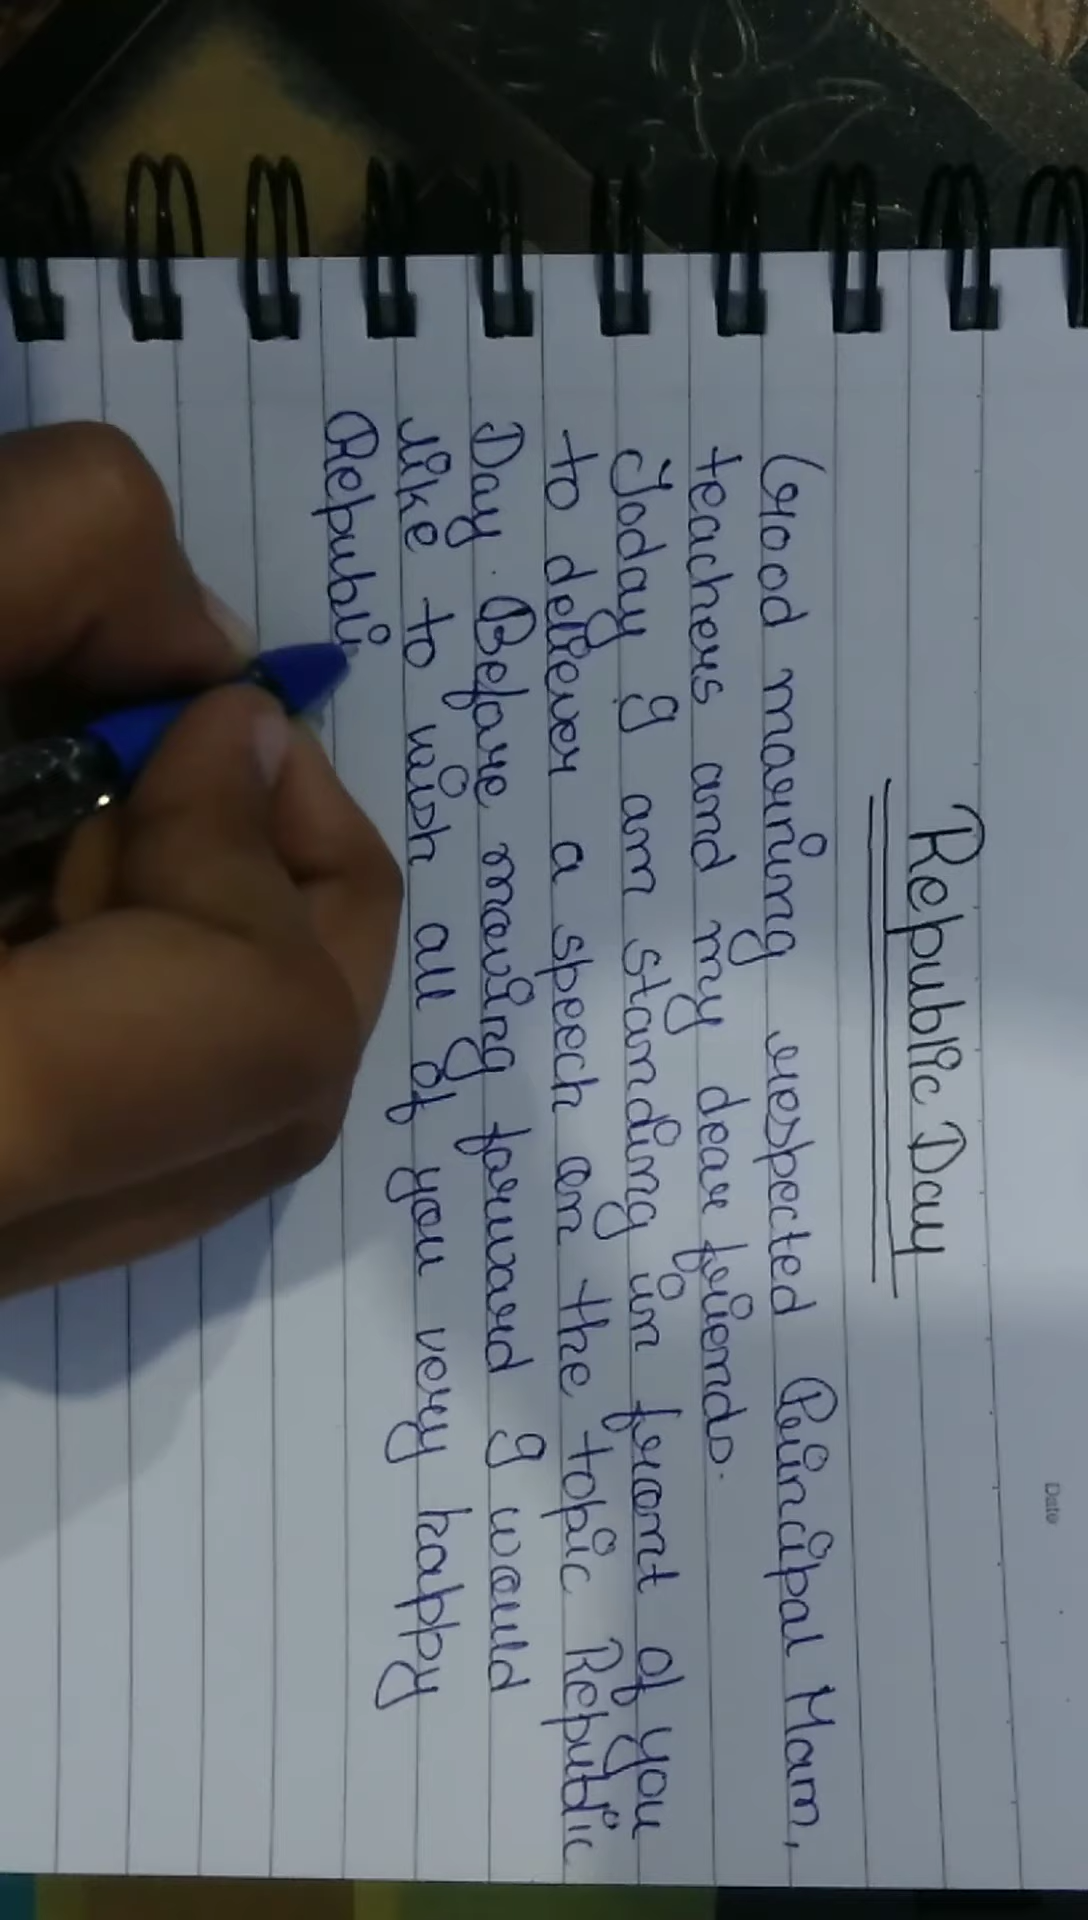 Date
Republic Day
Good morning respected Principal Mam,
teachers and my dear friends.
Today I am standing in front of you
to deliever a speech on the topic Republic
Day. Before moving forward I would
like to wish all of you very happy
Republi